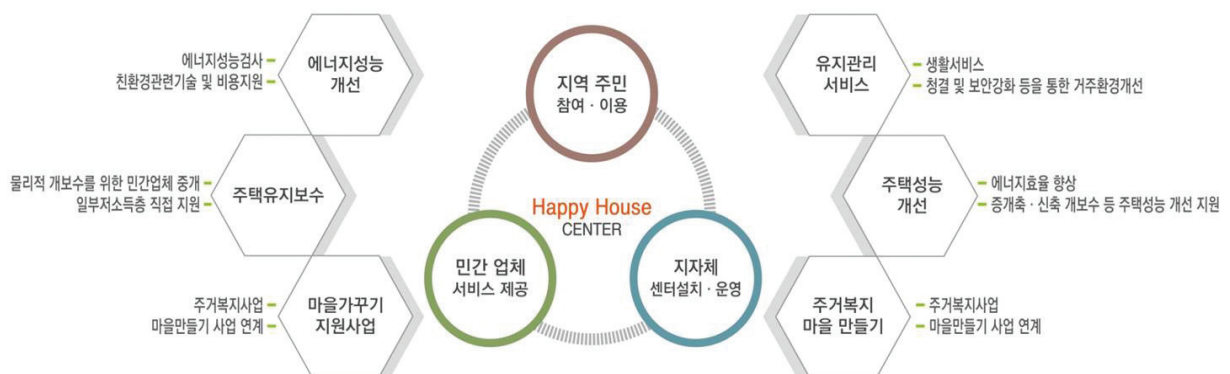 에너지성능검사
친환경관련기술 및 비용지원
에너지성능
개선
물리적 개보수를 위한 민간업체 중개
일부저소득층 직접 지원
주택유지보수
주거복지사업
마을만들기 사업 연계
마을가꾸기
지원사업
지역 주민
참여 · 이용
Happy House
CENTER
민간 업체
서비스 제공
지자체
센터설치 · 운영
유지관리
서비스
생활서비스
청결 및 보안강화 등을 통한 거주환경개선
주택성능
개선
에너지효율 향상
증개축 · 신축 개보수 등 주택성능 개선 지원
주거복지
마을 만들기
주거복지사업
마을만들기 사업 연계